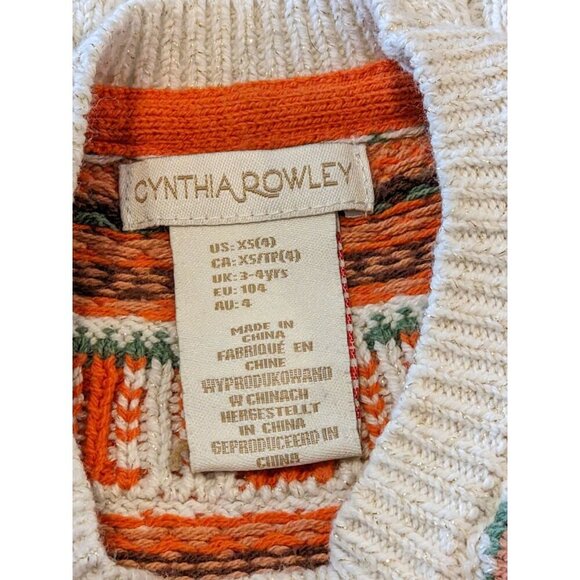 CYNTHIA ROWLEY
US: XS(4)
CA: XS/TP(4)
UK: 3-4yrs
EU: 104
AU: 4
MADE IN
CHINA
FABRIQUÉ EN
CHINE
WYPRODUKOWANO
W CHINACH
HERGESTELLT
IN CHINA
GEPRODUCEERD IN
CHINA